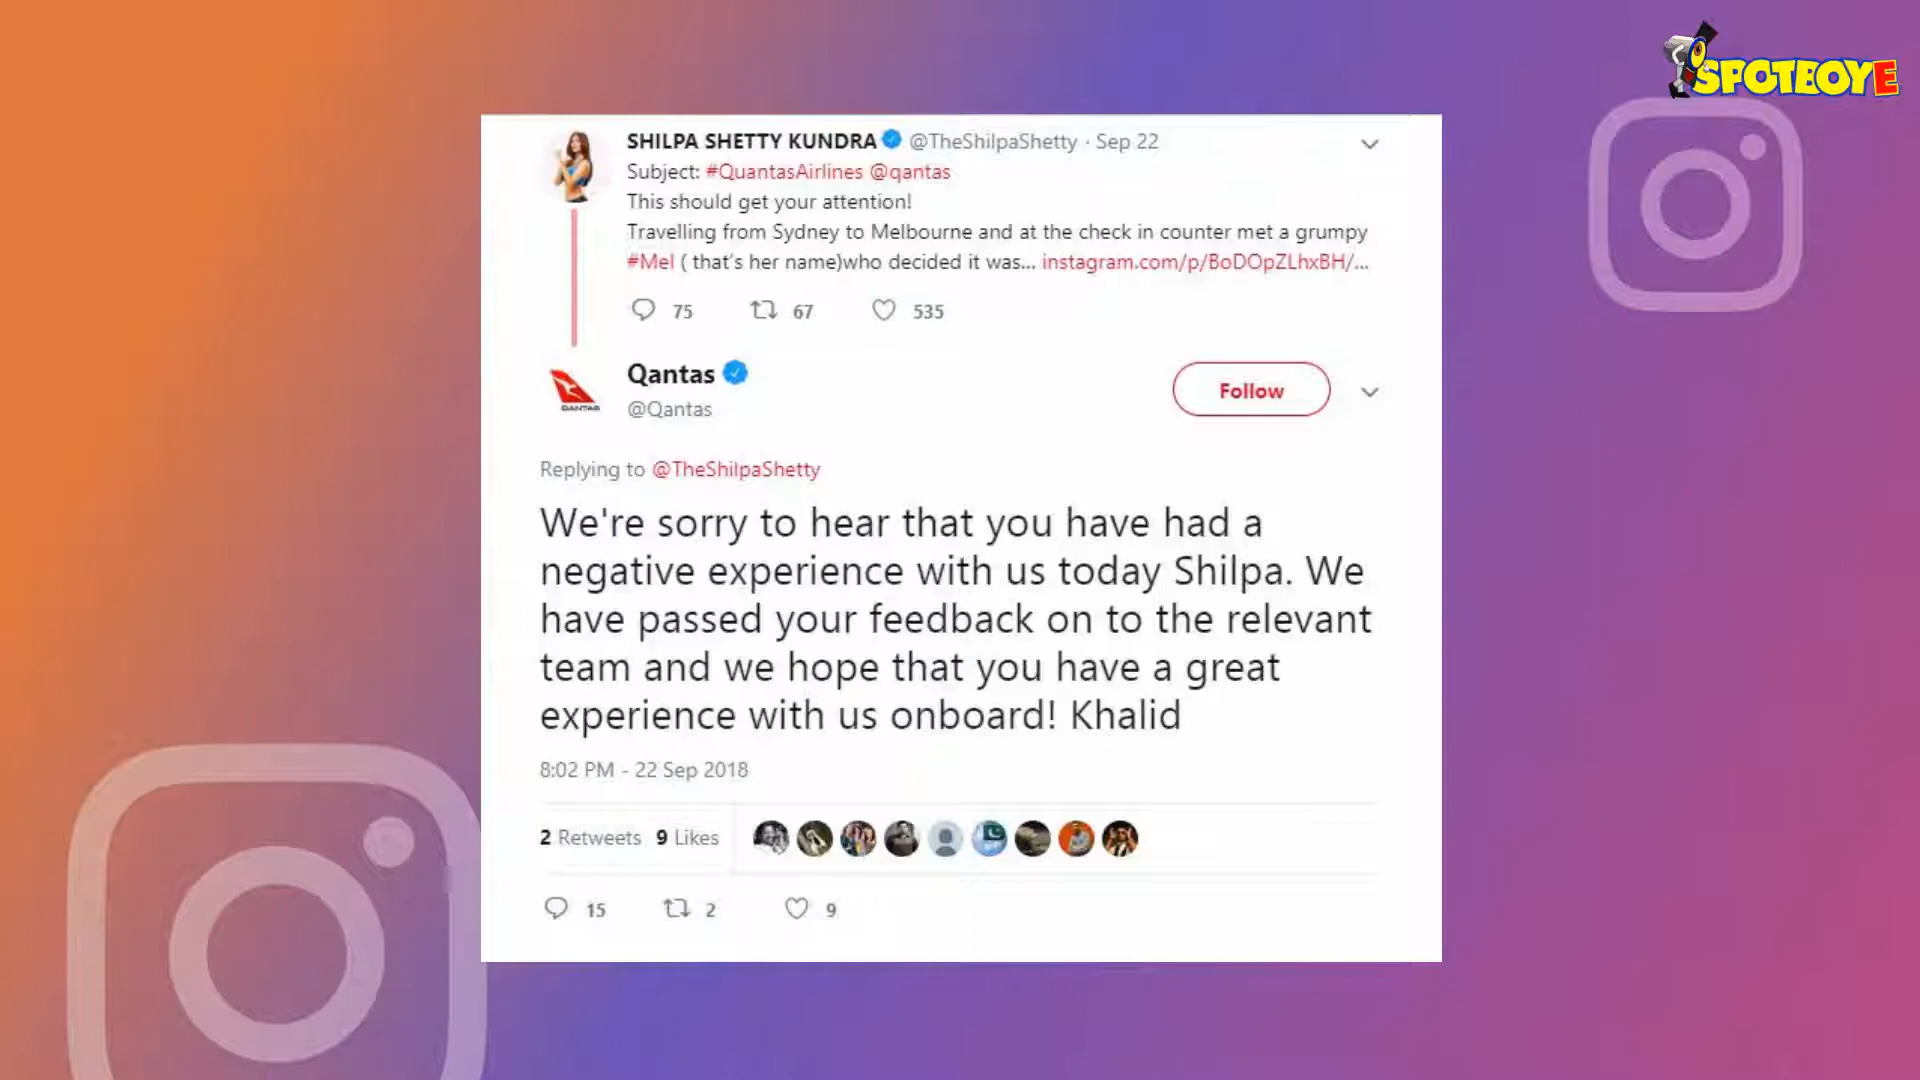 SPOTBOYE
SHILPA SHETTY KUNDRA @TheShilpaShetty · Sep 22
Subject: #QuantasAirlines @qantas
This should get your attention!
Travelling from Sydney to Melbourne and at the check in counter met a grumpy
#Mel ( that's her name)who decided it was... instagram.com/p/BoDOpZLhxBH/...
75 67 535
Qantas
@Qantas
Follow
QANTAS
Replying to @TheShilpaShetty
We're sorry to hear that you have had a
negative experience with us today Shilpa. We
have passed your feedback on to the relevant
team and we hope that you have a great
experience with us onboard! Khalid
8:02 PM - 22 Sep 2018
2 Retweets 9 Likes
15 2 9